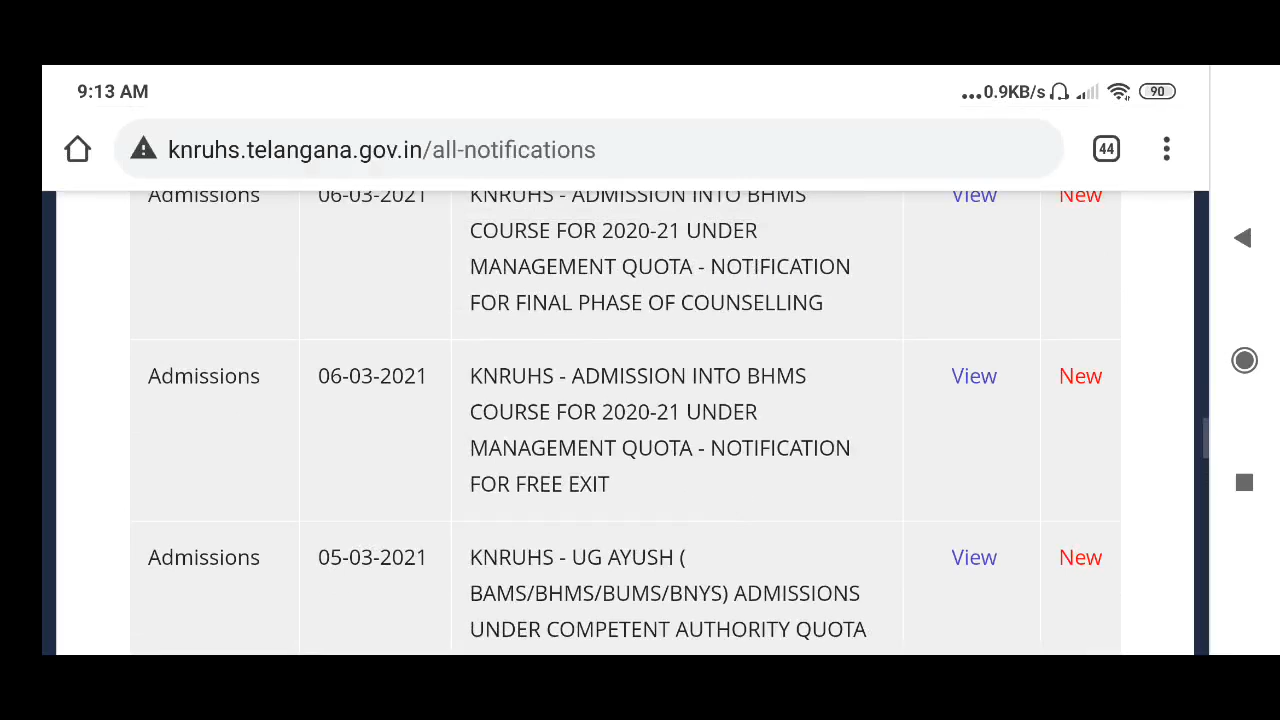 9:13 AM
...0.9KB/s 90
knruhs.telangana.gov.in/all-notifications
44
Admissions 06-03-2021 KNRUHS - ADMISSION INTO BHMS View New
COURSE FOR 2020-21 UNDER
MANAGEMENT QUOTA - NOTIFICATION
FOR FINAL PHASE OF COUNSELLING
Admissions 06-03-2021 KNRUHS - ADMISSION INTO BHMS View New
COURSE FOR 2020-21 UNDER
MANAGEMENT QUOTA - NOTIFICATION
FOR FREE EXIT
Admissions 05-03-2021 KNRUHS - UG AYUSH ( View New
BAMS/BHMS/BUMS/BNYS) ADMISSIONS
UNDER COMPETENT AUTHORITY QUOTA